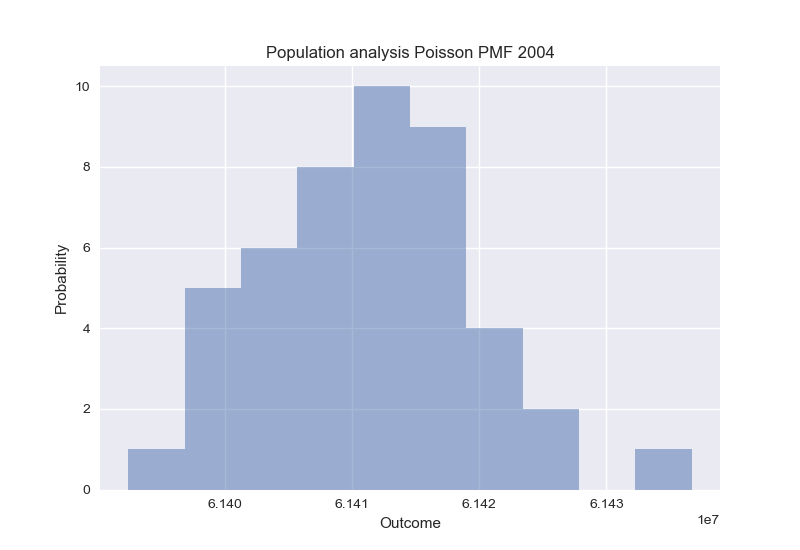 Population analysis Poisson PMF 2004
10
8
6
4
2
0
Probability
6.140 6.141 6.142 6.143
1e7
Outcome